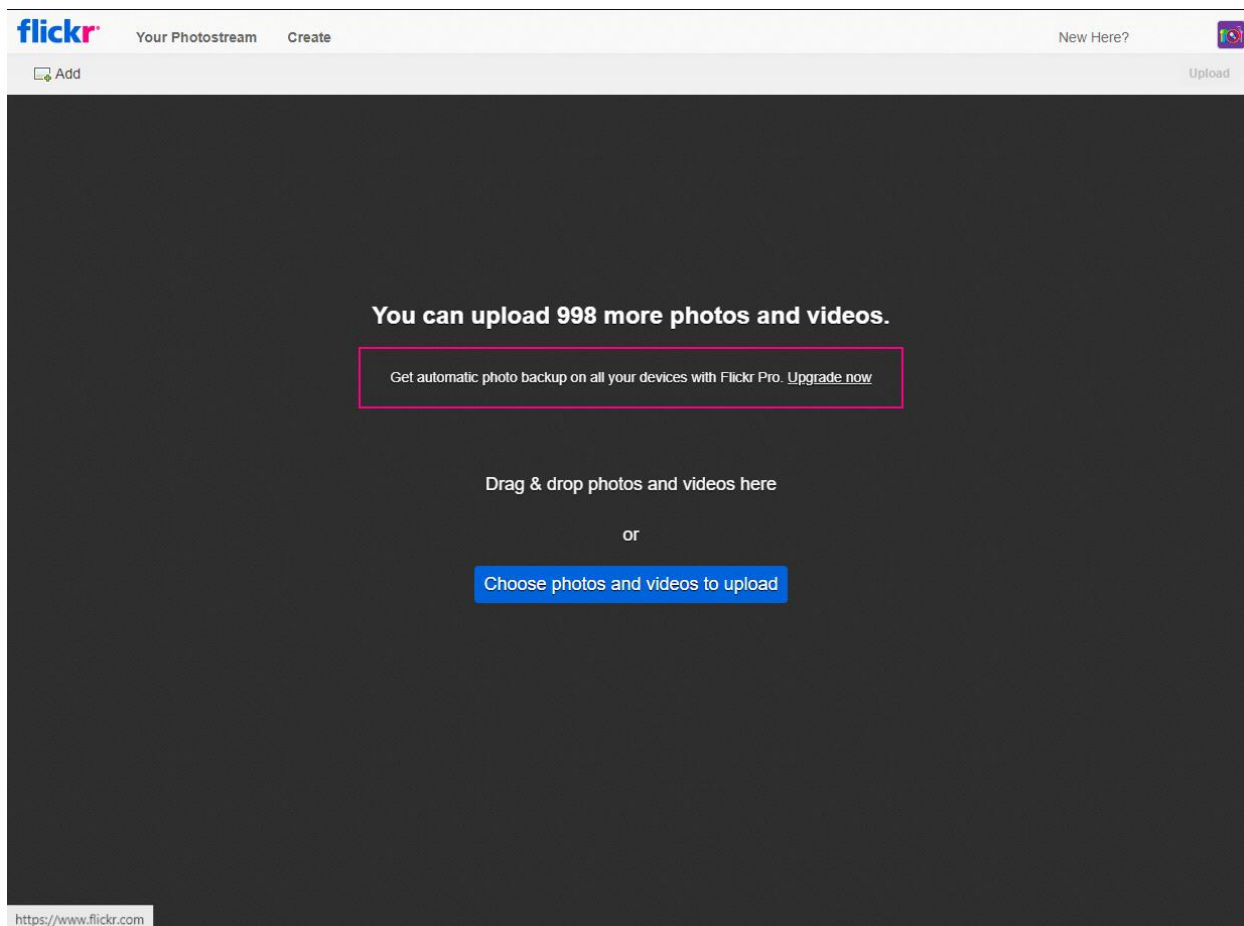 flickr
Your Photostream Create New Here?
Add Upload
You can upload 998 more photos and videos.
Get automatic photo backup on all your devices with Flickr Pro. Upgrade now
Drag & drop photos and videos here
or
Choose photos and videos to upload
https://www.flickr.com